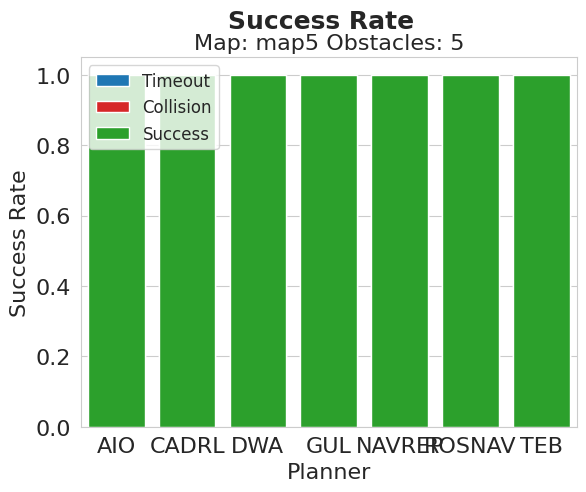 Success Rate
Map: map5 Obstacles: 5
1.0
0.8
0.6
0.4
0.2
0.0
Success Rate
Timeout
Collision
Success
AIO CADRL DWA GUL NAVREP ROSNAV TEB
Planner